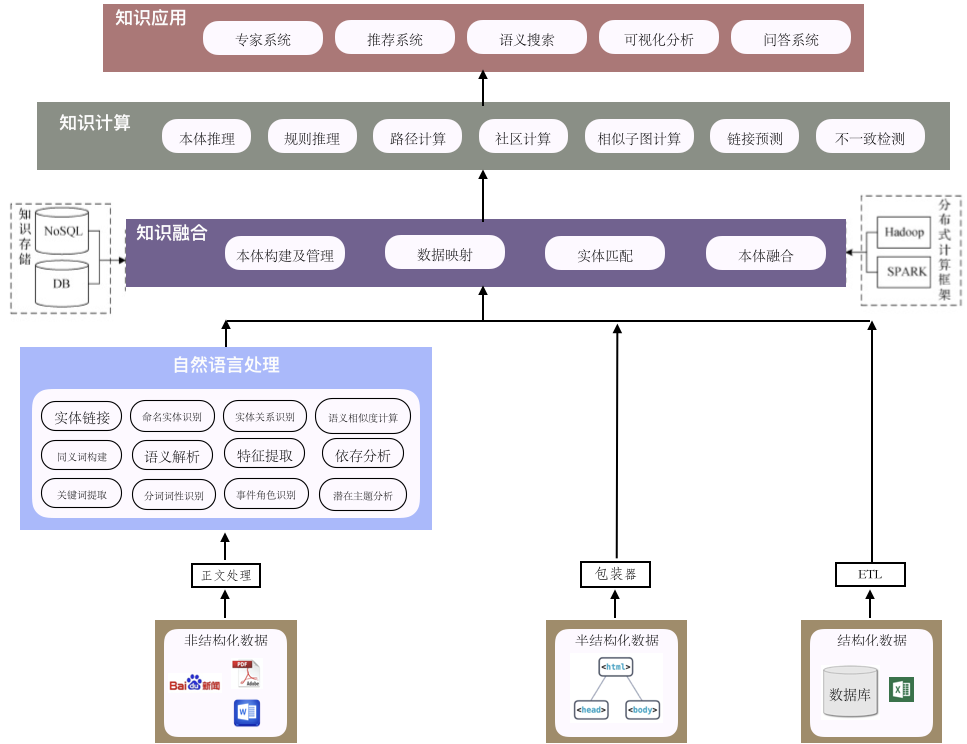 知识应用
专家系统
推荐系统
语义搜索
可视化分析
问答系统
知识计算
本体推理
规则推理
路径计算
社区计算
相似子图计算
链接预测
不一致检测
知识存储
NoSQL
DB
知识融合
本体构建及管理
数据映射
实体匹配
本体融合
Hadoop
SPARK
分布式计算框架
自然语言处理
实体链接
命名实体识别
实体关系识别
语义相似度计算
同义词构建
语义解析
特征提取
依存分析
关键词提取
分词词性识别
事件角色识别
潜在主题分析
正文处理
包装器
ETL
非结构化数据
Bai du 新闻
PDF
Adobe
W
半结构化数据
<html>
<head>
<body>
结构化数据
数据库
X